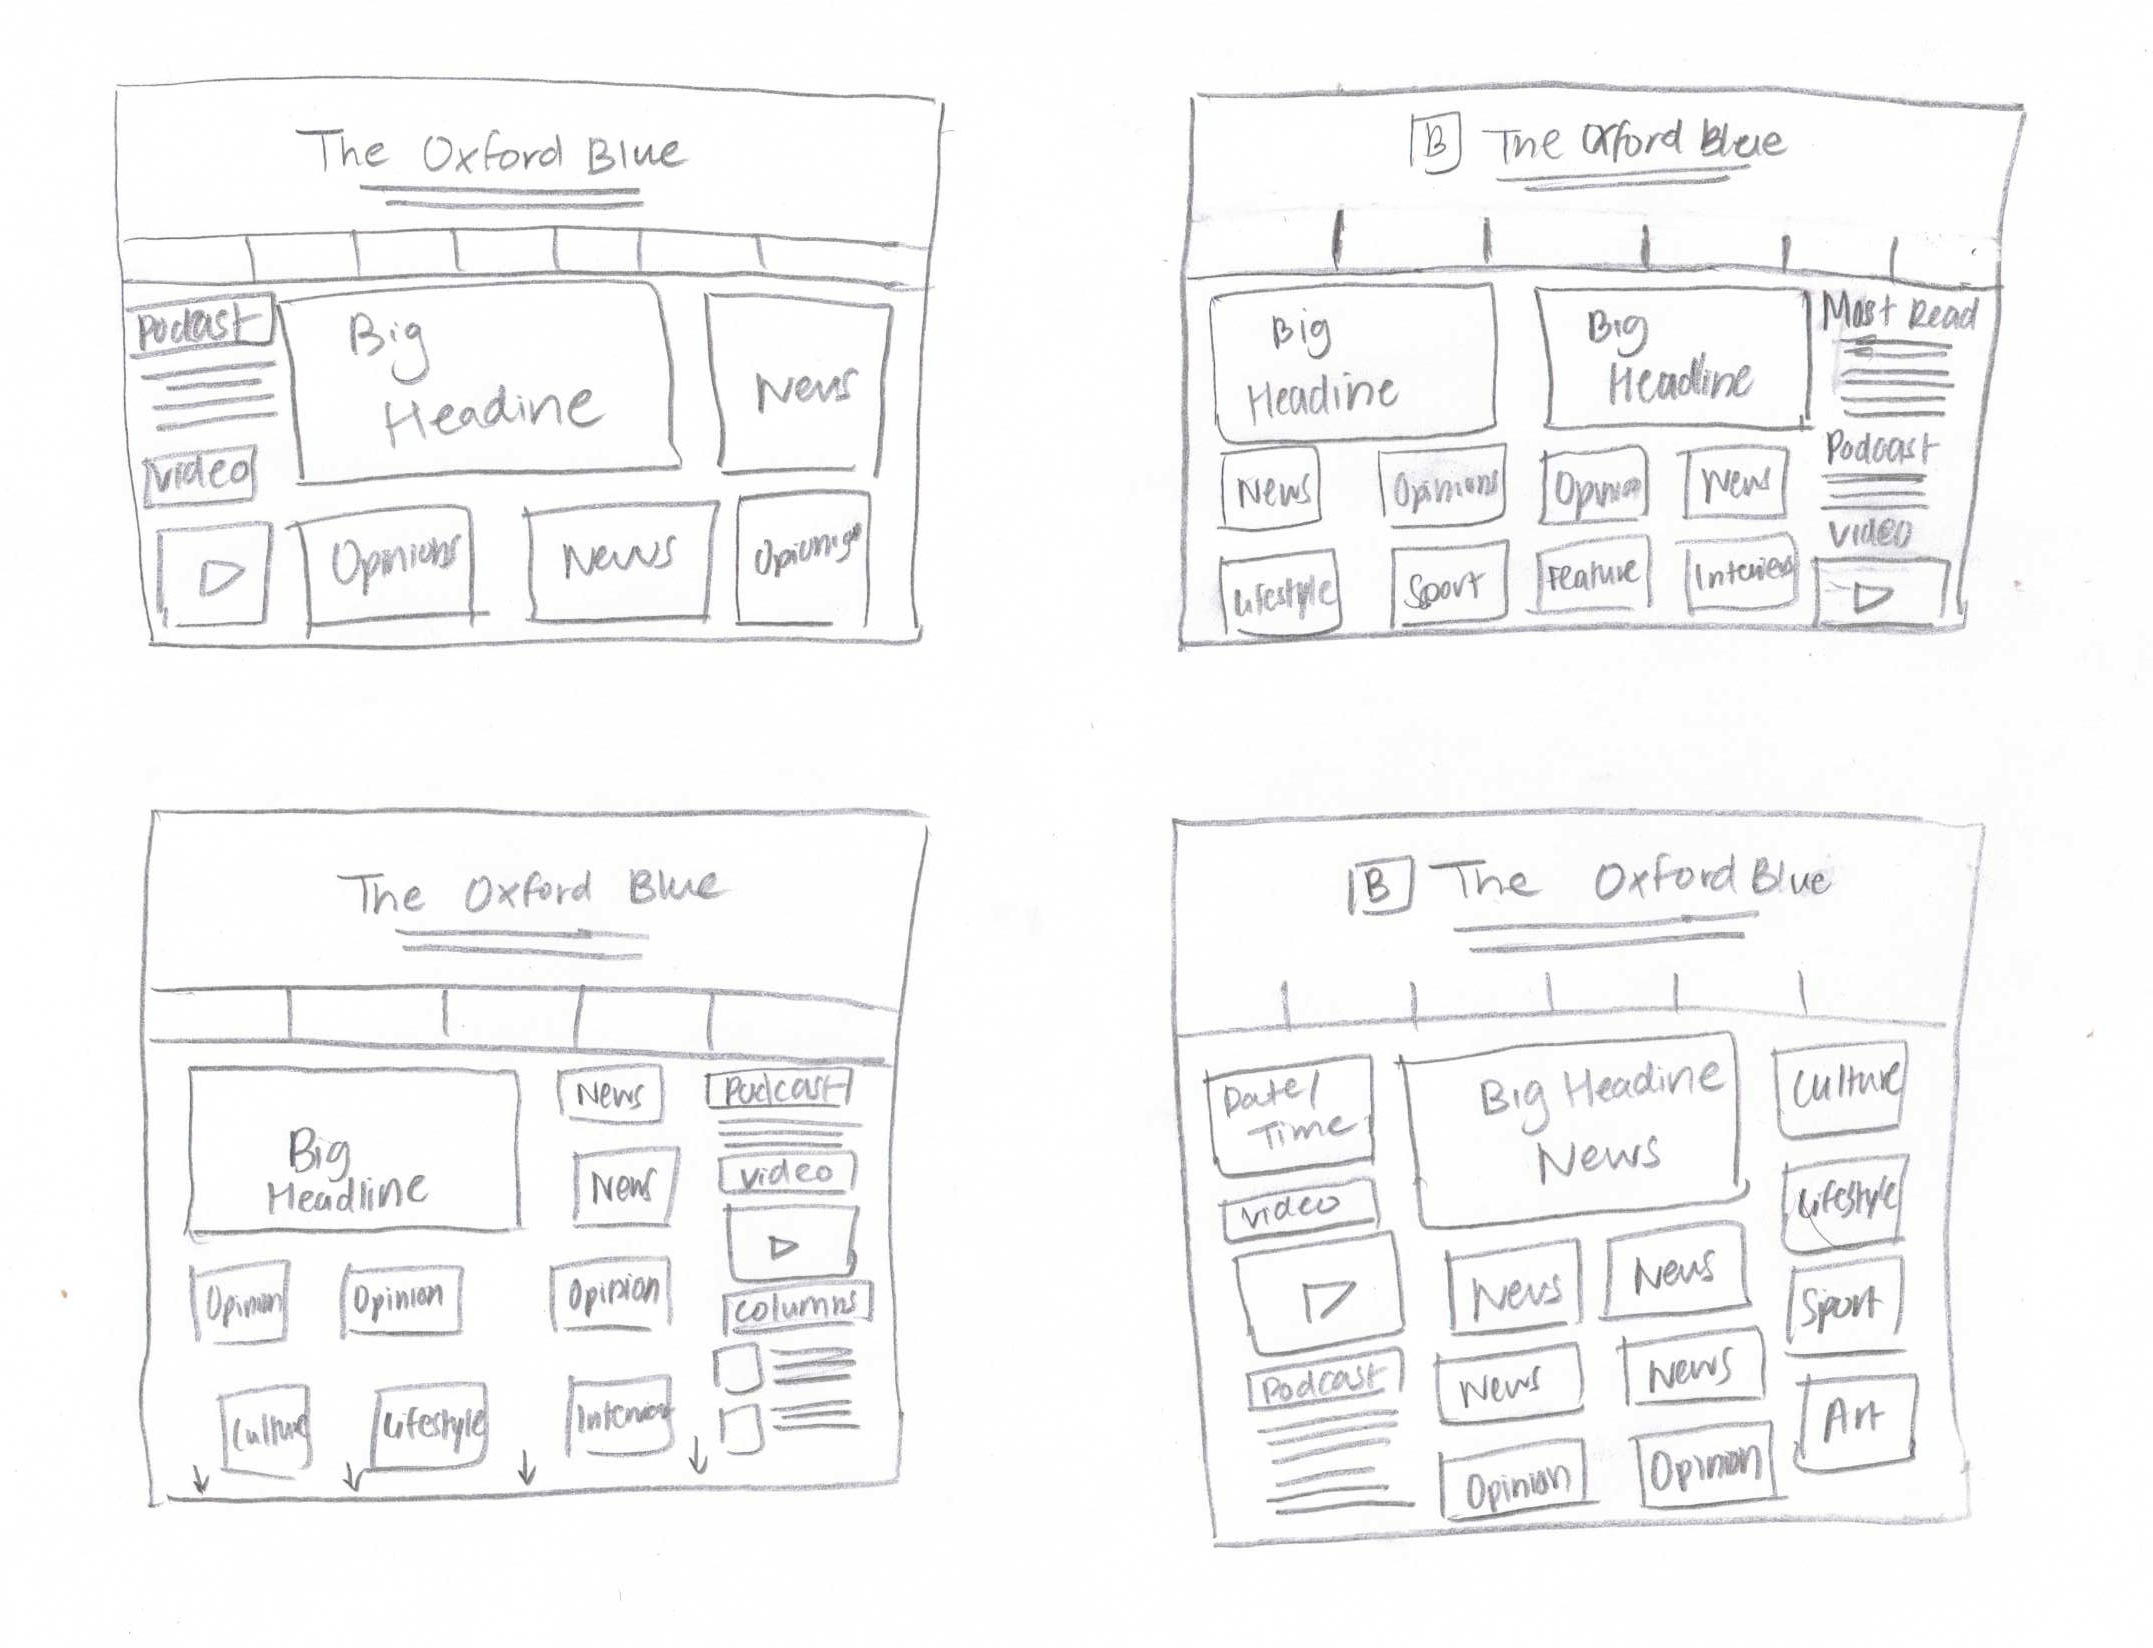 The Oxford Blue
Podcast
Big
Headine
News
Video
Opinions
News
Opinions
B The Oxford Blue
Big
Headine
Big
Headline
Most Read
News
Opinions
Opinion
News
Podcast
Lifestyle
Sport
Feature
Interview
Video
The Oxford Blue
Big
Headline
News
News
Podcast
Video
Opinion
Opinion
Opinion
Columns
Culture
Lifestyle
Interview
B The Oxford Blue
Date/
Time
Video
Podcast
Big Headine
News
News
News
News
News
Opinion
Opinion
Culture
Lifestyle
Sport
Art